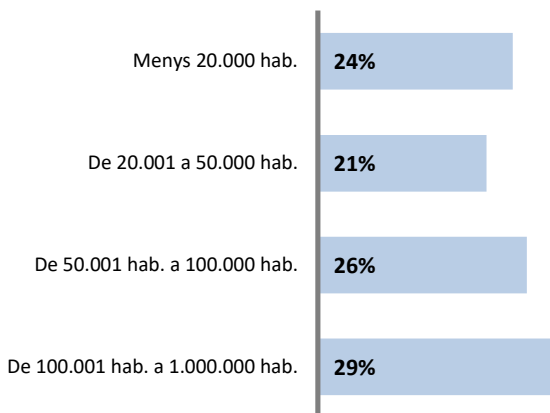 Menys 20.000 hab. 24%
De 20.001 a 50.000 hab. 21%
De 50.001 hab. a 100.000 hab. 26%
De 100.001 hab. a 1.000.000 hab. 29%